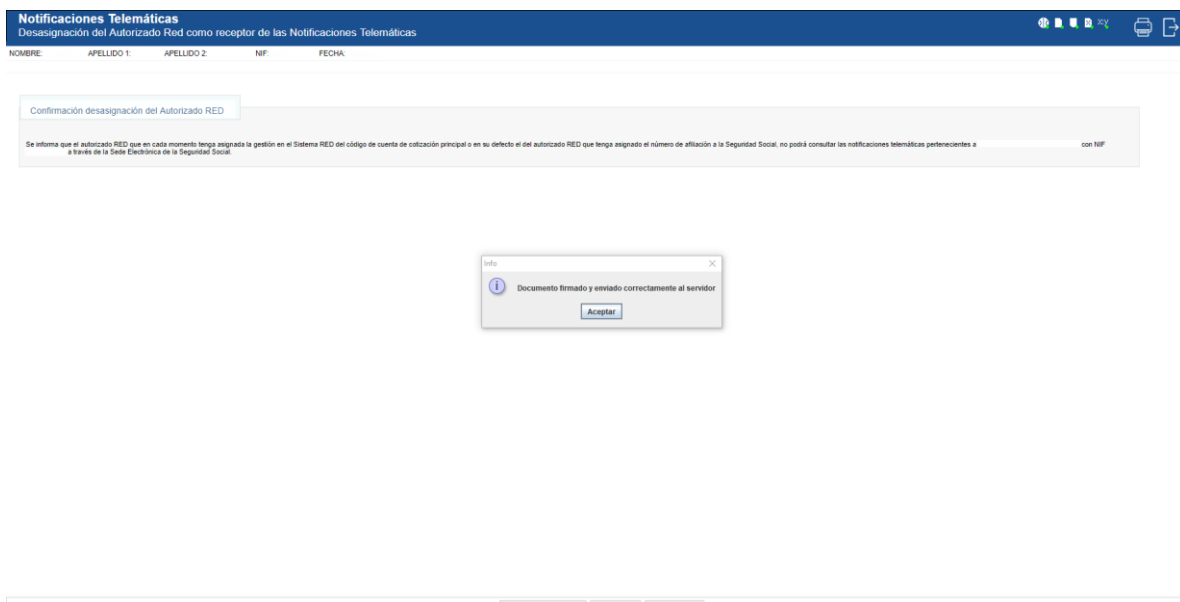 Notificaciones Telemáticas
Desasignación del Autorizado Red como receptor de las Notificaciones Telemáticas
NOMBRE: APELLIDO 1: APELLIDO 2: NIF: FECHA:
Confirmación desasignación del Autorizado RED
Se informa que el autorizado RED que en cada momento tenga asignada la gestión en el Sistema RED del código de cuenta de cotización principal o en su defecto el del autorizado RED que tenga asignado el número de afiliación a la Seguridad Social, no podrá consultar las notificaciones telemáticas pertenecientes a con NIF
a través de la Sede Electrónica de la Seguridad Social.
Info
Documento firmado y enviado correctamente al servidor
Aceptar